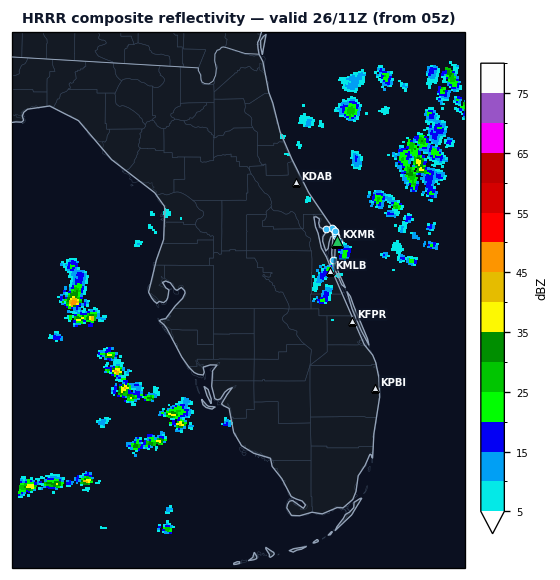 HRRR composite reflectivity — valid 26/11Z (from 05z)
KDAB
KXMR
KMLB
KFPR
KPBI
75
65
55
45
35
25
15
5
dBZ